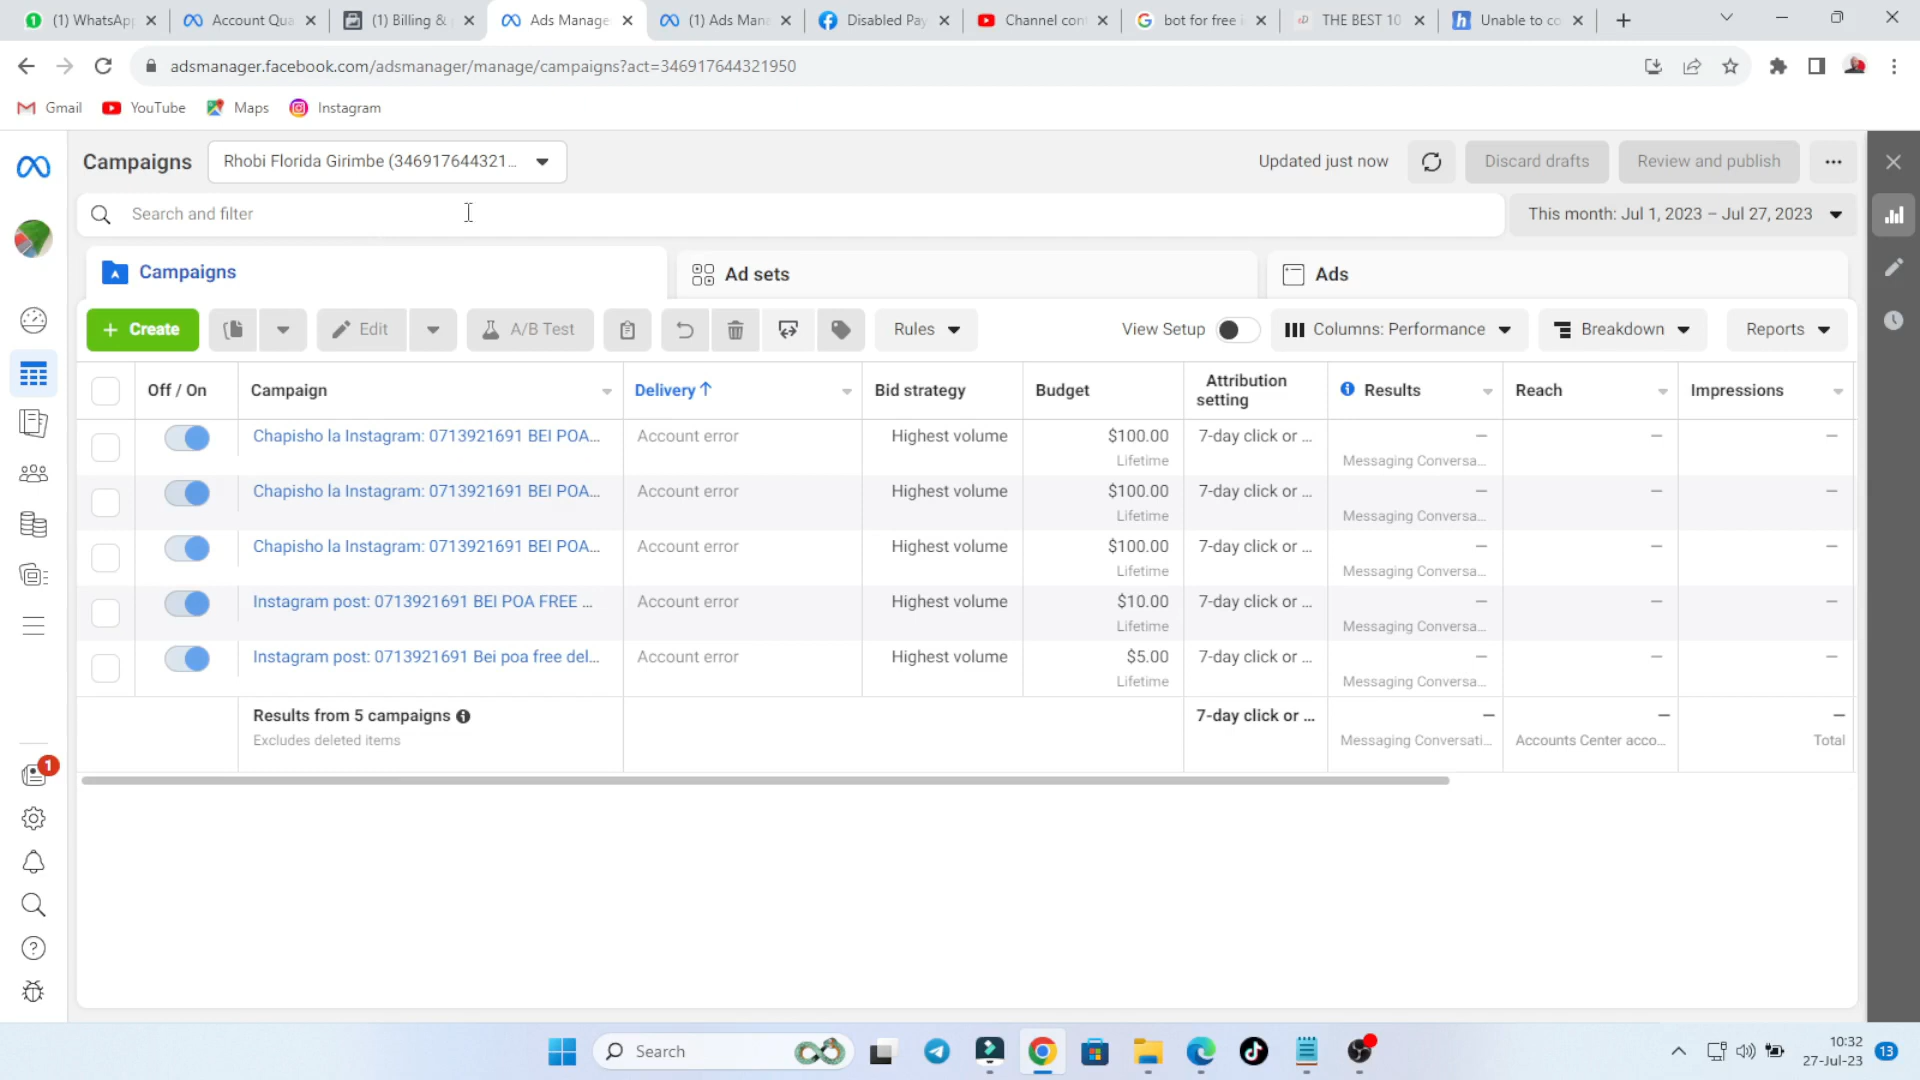 (1) WhatsApp
Account Qua
(1) Billing &
Ads Manage
(1) Ads Mana
Disabled Pay
Channel con
bot for free i
THE BEST 10
Unable to co
adsmanager.facebook.com/adsmanager/manage/campaigns?act=346917644321950
Gmail
YouTube
Maps
Instagram
Campaigns
Rhobi Florida Girimbe (346917644321...
Updated just now
Discard drafts
Review and publish
Search and filter
This month: Jul 1, 2023 – Jul 27, 2023
Campaigns
Ad sets
Ads
+ Create
Edit
A/B Test
Rules
View Setup
Columns: Performance
Breakdown
Reports
Off / On
Campaign
Delivery ↑
Bid strategy
Budget
Attribution
setting
Results
Reach
Impressions
Chapisho la Instagram: 0713921691 BEI POA...
Account error
Highest volume
$100.00
7-day click or ...
—
—
—
Lifetime
Messaging Conversa...
Chapisho la Instagram: 0713921691 BEI POA...
Account error
Highest volume
$100.00
7-day click or ...
—
—
—
Lifetime
Messaging Conversa...
Chapisho la Instagram: 0713921691 BEI POA...
Account error
Highest volume
$100.00
7-day click or ...
—
—
—
Lifetime
Messaging Conversa...
Instagram post: 0713921691 BEI POA FREE ...
Account error
Highest volume
$10.00
7-day click or ...
—
—
—
Lifetime
Messaging Conversa...
Instagram post: 0713921691 Bei poa free del...
Account error
Highest volume
$5.00
7-day click or ...
—
—
—
Lifetime
Messaging Conversa...
Results from 5 campaigns
7-day click or ...
—
—
—
Excludes deleted items
Messaging Conversati...
Accounts Center acco...
Total
1
Search
10:32
27-Jul-23
13